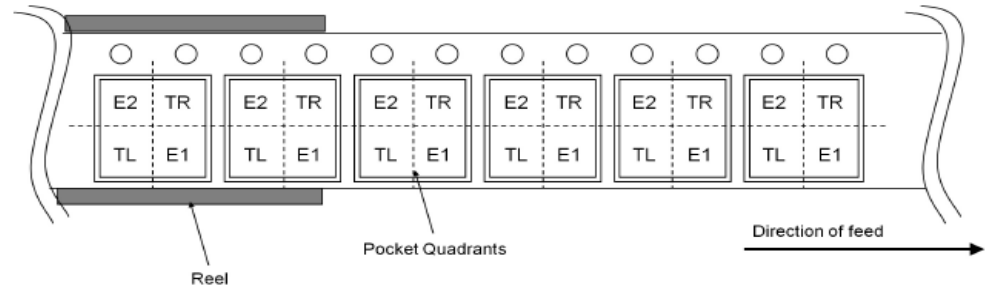 E2 TR E2 TR E2 TR E2 TR E2 TR E2 TR
TL E1 TL E1 TL E1 TL E1 TL E1 TL E1
Direction of feed
Pocket Quadrants
Reel